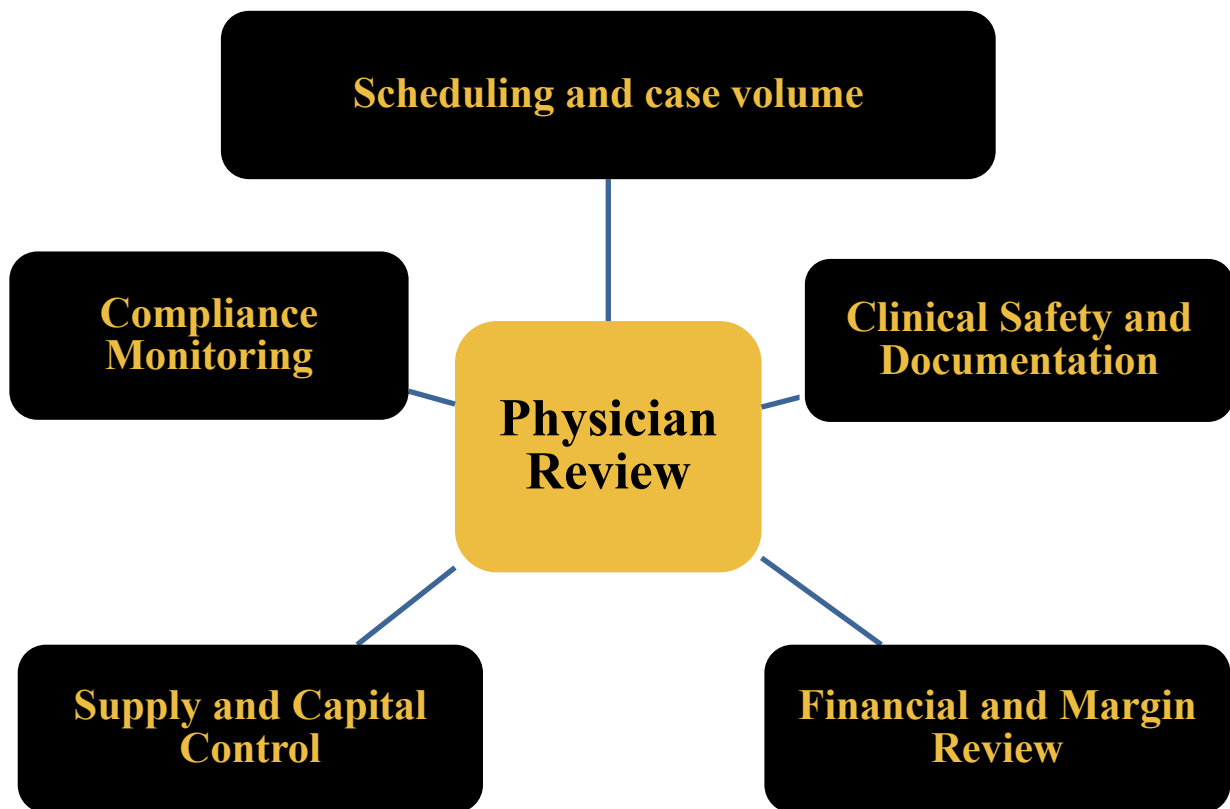 Scheduling and case volume
Compliance
Monitoring
Clinical Safety and
Documentation
Physician
Review
Supply and Capital
Control
Financial and Margin
Review